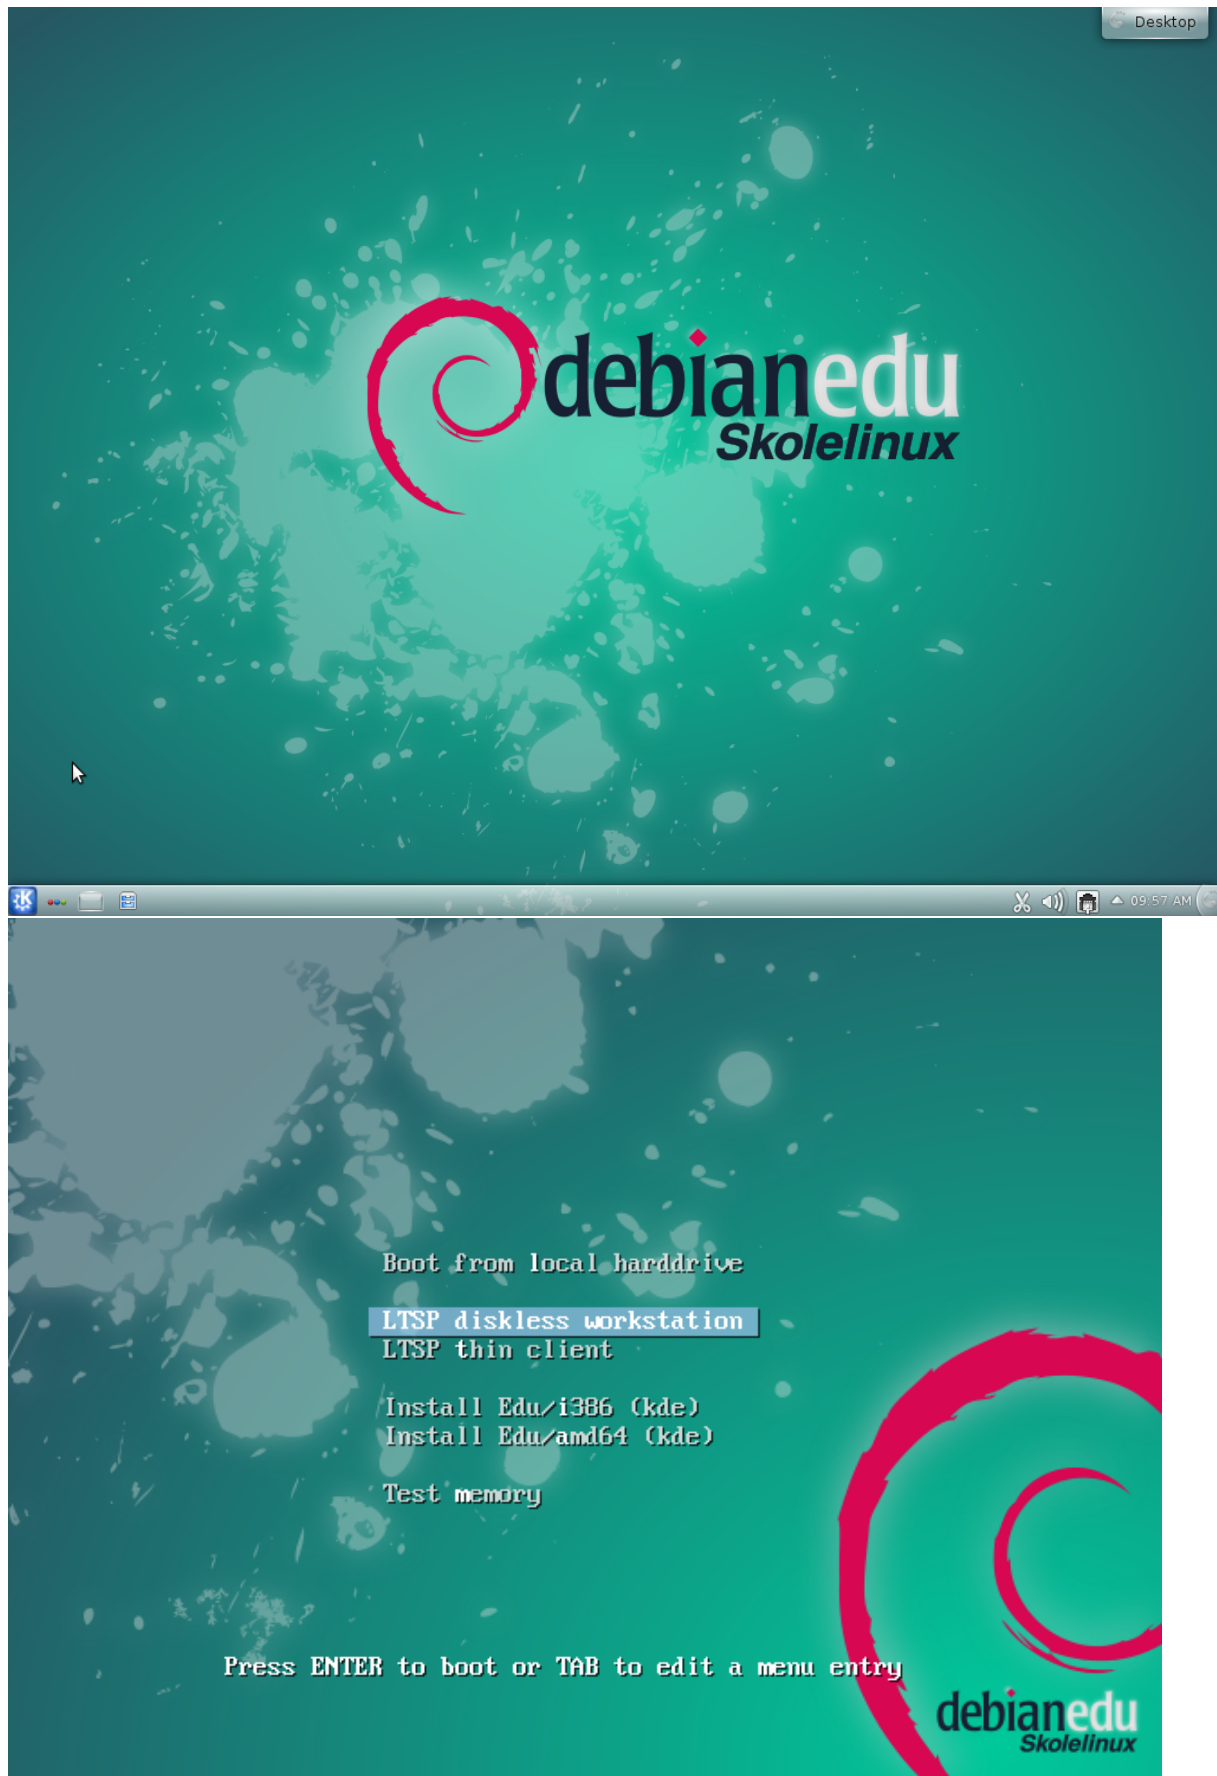 Desktop
debianedu
Skolelinux
09:57 AM
Boot from local harddrive
LTSP diskless workstation
LTSP thin client
Install Edu/i386 (kde)
Install Edu/amd64 (kde)
Test memory
Press ENTER to boot or TAB to edit a menu entry
debianedu
Skolelinux